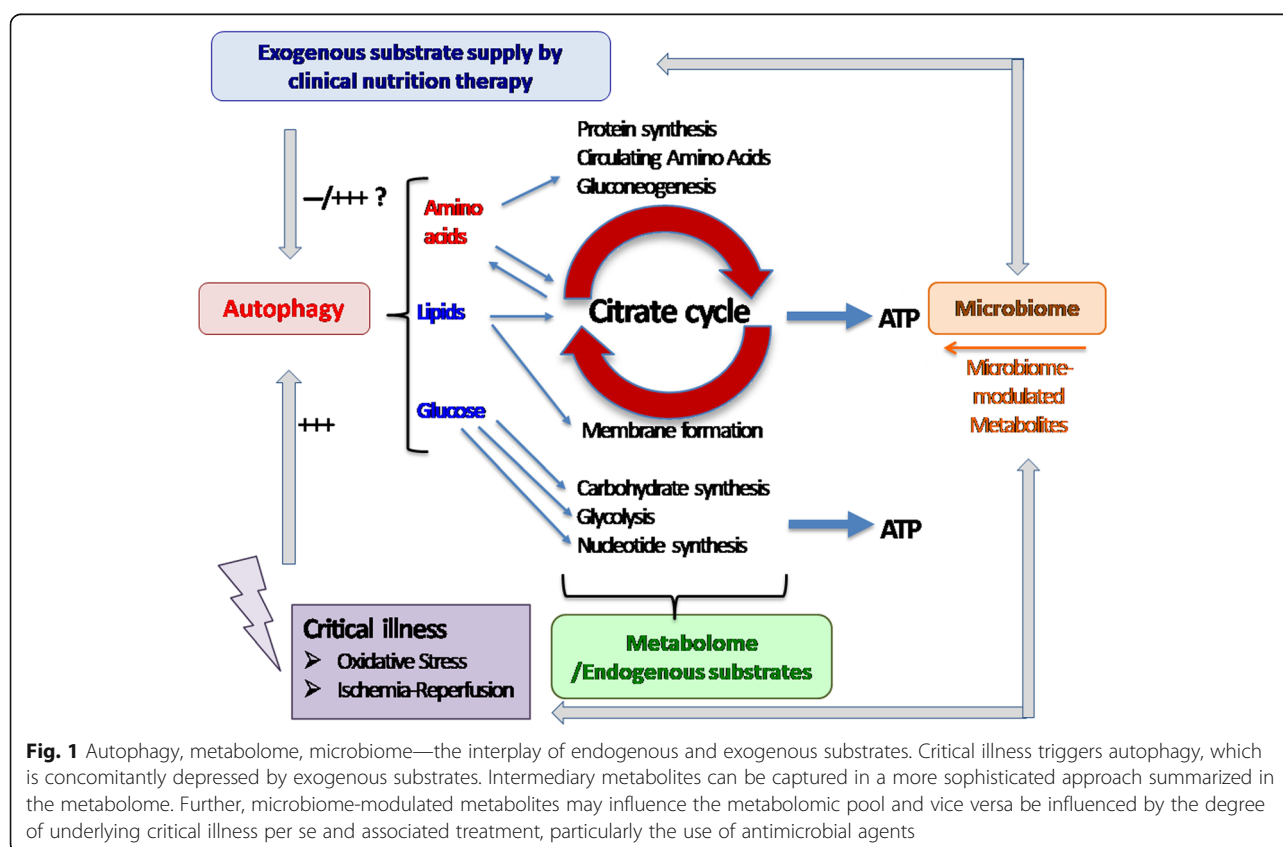 Exogenous substrate supply by
clinical nutrition therapy
Protein synthesis
Circulating Amino Acids
Gluconeogenesis
–/+++ ?
Amino
acids
Autophagy
Lipids
Citrate cycle
ATP
Microbiome
Microbiome-
modulated
Metabolites
Glucose
+++
Membrane formation
Carbohydrate synthesis
Glycolysis
Nucleotide synthesis
ATP
Critical illness
➢ Oxidative Stress
➢ Ischemia-Reperfusion
Metabolome
/Endogenous substrates
Fig. 1 Autophagy, metabolome, microbiome—the interplay of endogenous and exogenous substrates. Critical illness triggers autophagy, which
is concomitantly depressed by exogenous substrates. Intermediary metabolites can be captured in a more sophisticated approach summarized in
the metabolome. Further, microbiome-modulated metabolites may influence the metabolomic pool and vice versa be influenced by the degree
of underlying critical illness per se and associated treatment, particularly the use of antimicrobial agents